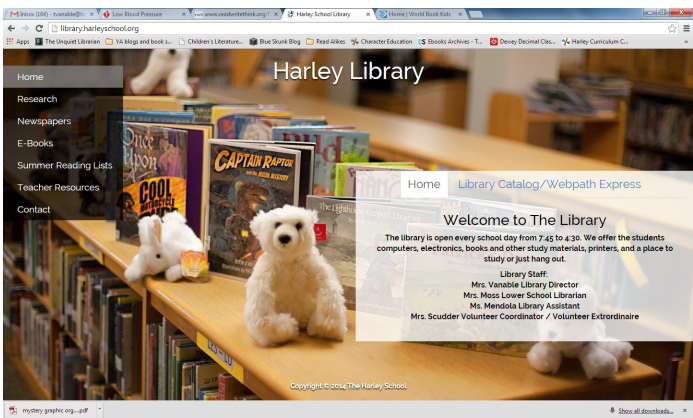 Inbox (166) - tvanable@h
Low Blood Pressure
www.readwritethink.org/
Harley School Library
Home | World Book Kids
library.harleyschool.org
Apps
The Unquiet Librarian
YA blogs and book s...
Children's Literature...
Blue Skunk Blog
Read Alikes
Character Education
Ebooks Archives - T...
Dewey Decimal Clas...
Harley Curriculum C...
Harley Library
Home
Research
Newspapers
E-Books
Summer Reading Lists
Teacher Resources
Contact
Once
Upon
COOL
CAPTAIN RAPTOR
AND THE MOON MYSTERY
The Lighthouse Keeper's Daughter
Home
Library Catalog/Webpath Express
Welcome to The Library
The library is open every school day from 7:45 to 4:30. We offer the students
computers, electronics, books and other study materials, printers, and a place to
study or just hang out.
Library Staff:
Mrs. Vanable Library Director
Mrs. Moss Lower School Librarian
Ms. Mendola Library Assistant
Mrs. Scudder Volunteer Coordinator / Volunteer Extrordinaire
Copyright © 2014 The Harley School
mystery graphic org....pdf
Show all downloads...